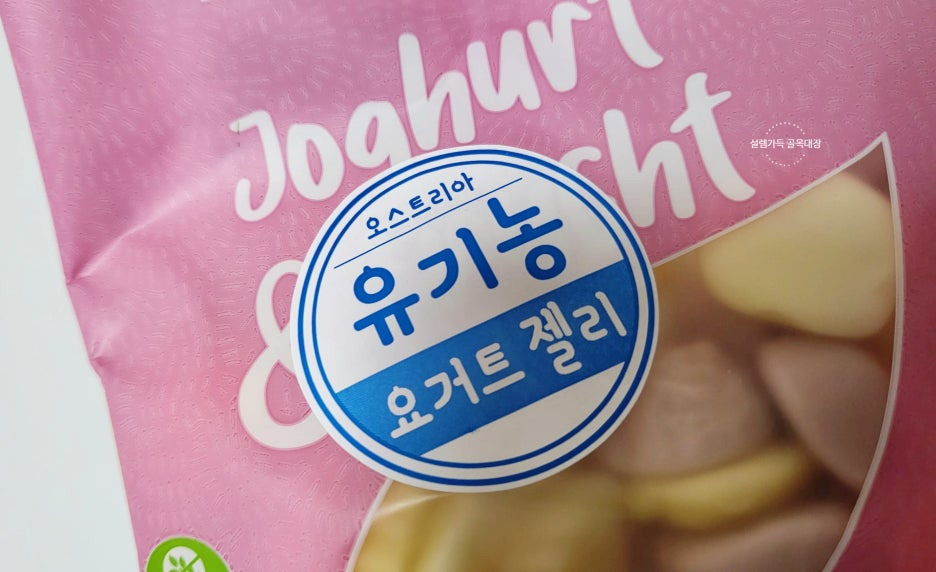 Joghurt
&
오스트리아
유기농
요거트 젤리
설렘가득 골목대장